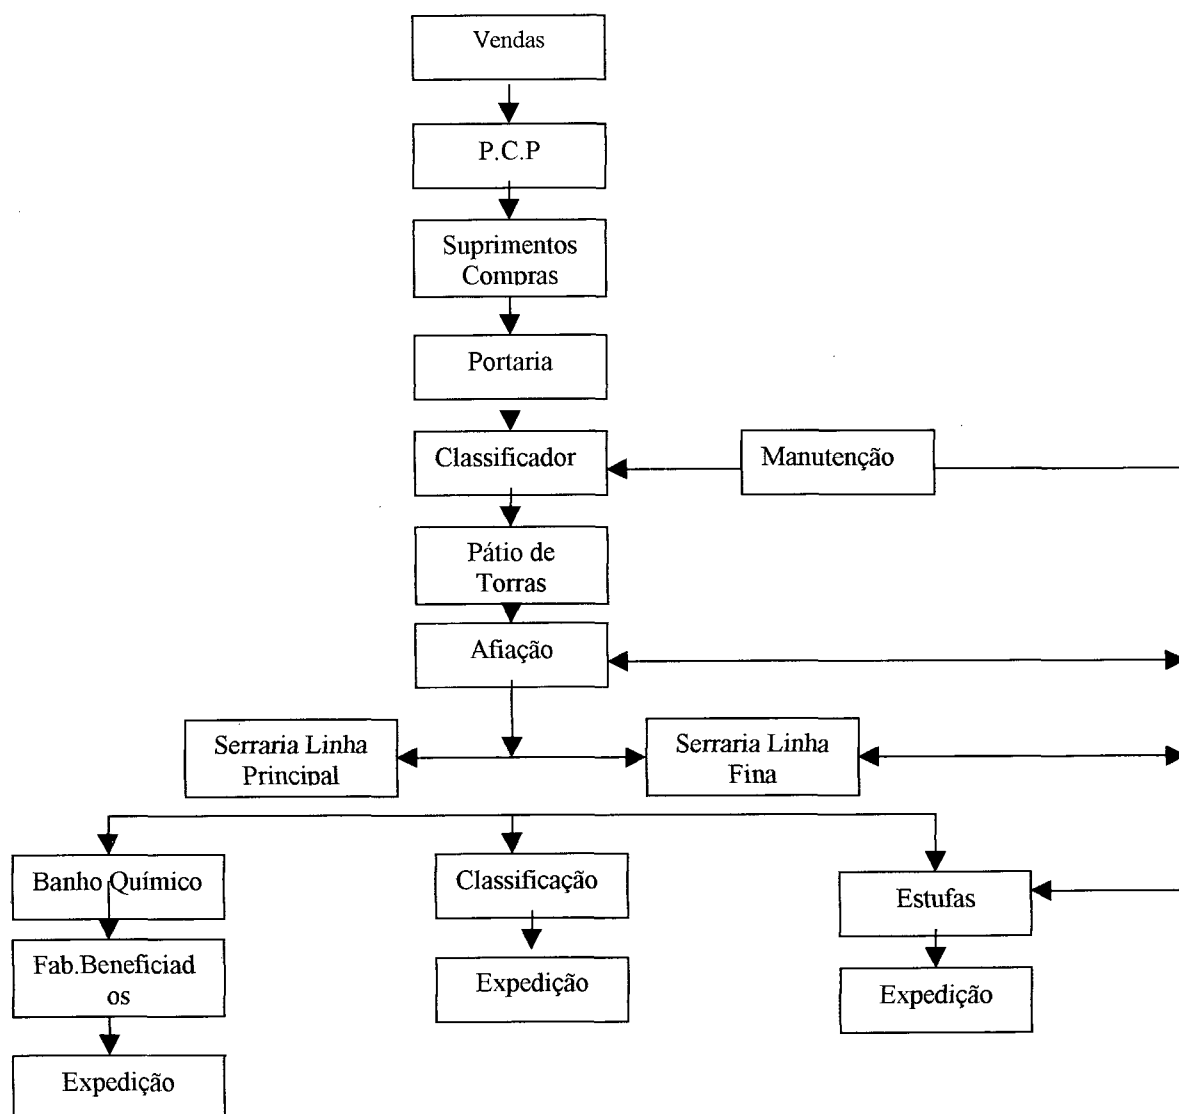 Vendas
P.C.P
Suprimentos
Compras
Portaria
Classificador
Manutenção
Pátio de
Torras
Afiação
Serraria Linha
Principal
Serraria Linha
Fina
Banho Químico
Classificação
Estufas
Fab.Beneficiad
os
Expedição
Expedição
Expedição